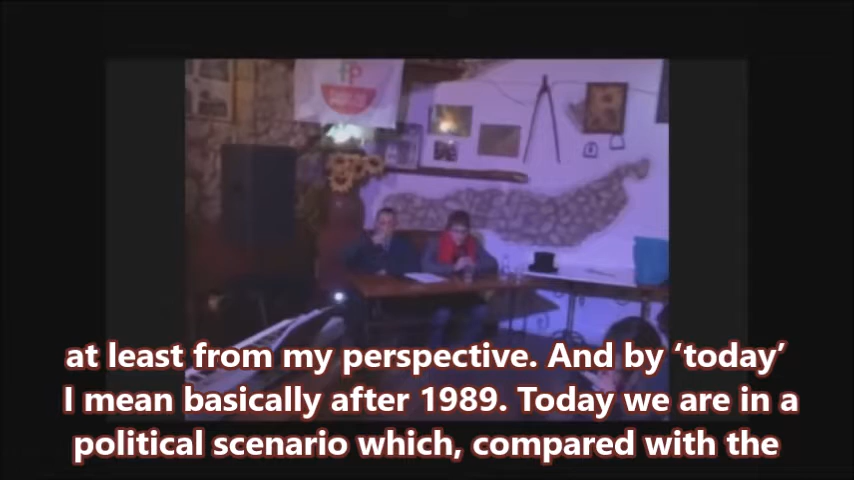 fp
at least from my perspective. And by ‘today’
I mean basically after 1989. Today we are in a
political scenario which, compared with the